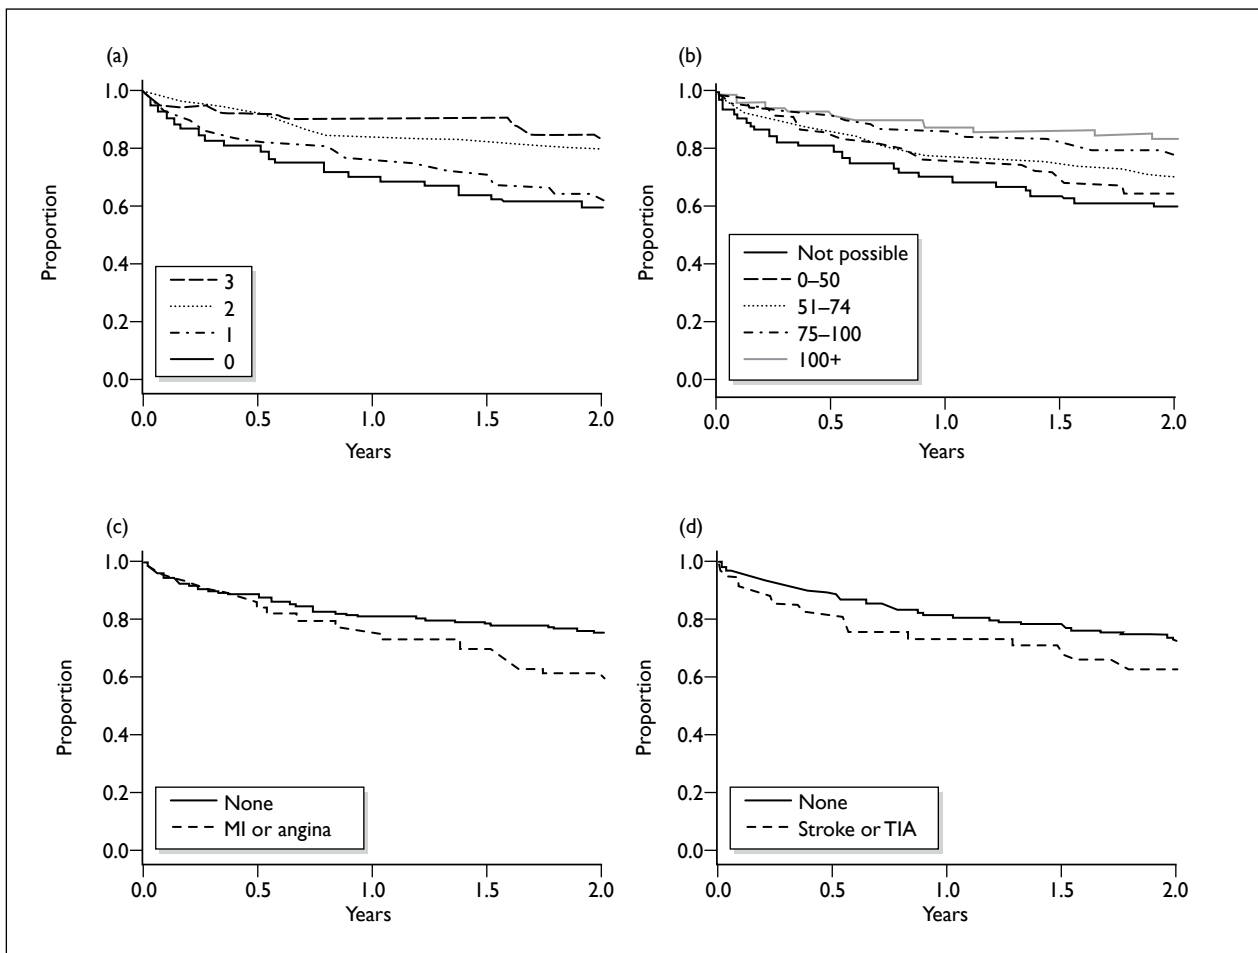 (a)
1.0
0.8
0.6
0.4
0.2
0.0
Proportion
3
2
1
0
0.0 0.5 1.0 1.5 2.0
Years
(b)
1.0
0.8
0.6
0.4
0.2
0.0
Proportion
Not possible
0–50
51–74
75–100
100+
0.0 0.5 1.0 1.5 2.0
Years
(c)
1.0
0.8
0.6
0.4
0.2
0.0
Proportion
None
MI or angina
0.0 0.5 1.0 1.5 2.0
Years
(d)
1.0
0.8
0.6
0.4
0.2
0.0
Proportion
None
Stroke or TIA
0.0 0.5 1.0 1.5 2.0
Years